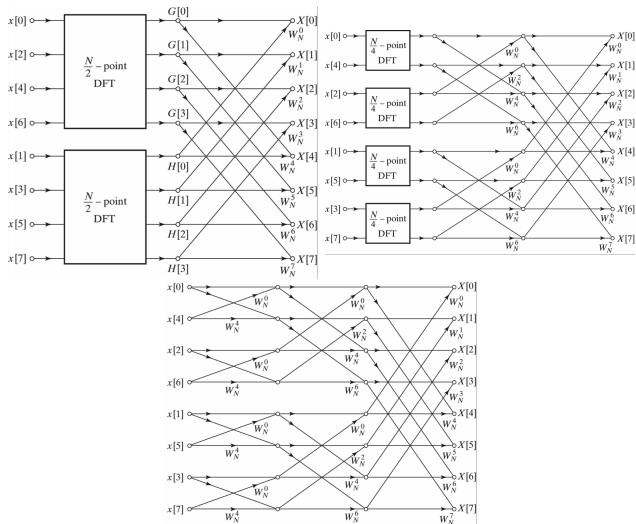 G[0]
x[0] X[0]
W_N^0
G[1]
x[2] X[1]
W_N^1
N/2 – point
DFT
G[2]
x[4] X[2]
W_N^2
G[3]
x[6] X[3]
W_N^3
x[1] H[0] X[4]
W_N^4
N/2 – point
DFT
x[3] H[1] X[5]
W_N^5
x[5] H[2] X[6]
W_N^6
x[7] H[3] X[7]
W_N^7
x[0] X[0]
N/4 – point
DFT
W_N^0 W_N^0
x[4] X[1]
W_N^2 W_N^1
x[2] X[2]
N/4 – point
DFT
W_N^4 W_N^2
x[6] X[3]
W_N^6 W_N^3
x[1] X[4]
N/4 – point
DFT
W_N^0 W_N^4
x[5] X[5]
W_N^2 W_N^5
x[3] X[6]
N/4 – point
DFT
W_N^4 W_N^6
x[7] X[7]
W_N^6 W_N^7
x[0] X[0]
W_N^0 W_N^0 W_N^0
x[4] X[1]
W_N^4 W_N^2 W_N^1
x[2] X[2]
W_N^0 W_N^4 W_N^2
x[6] X[3]
W_N^4 W_N^6 W_N^3
x[1] X[4]
W_N^0 W_N^0 W_N^4
x[5] X[5]
W_N^4 W_N^2 W_N^5
x[3] X[6]
W_N^0 W_N^4 W_N^6
x[7] X[7]
W_N^4 W_N^6 W_N^7